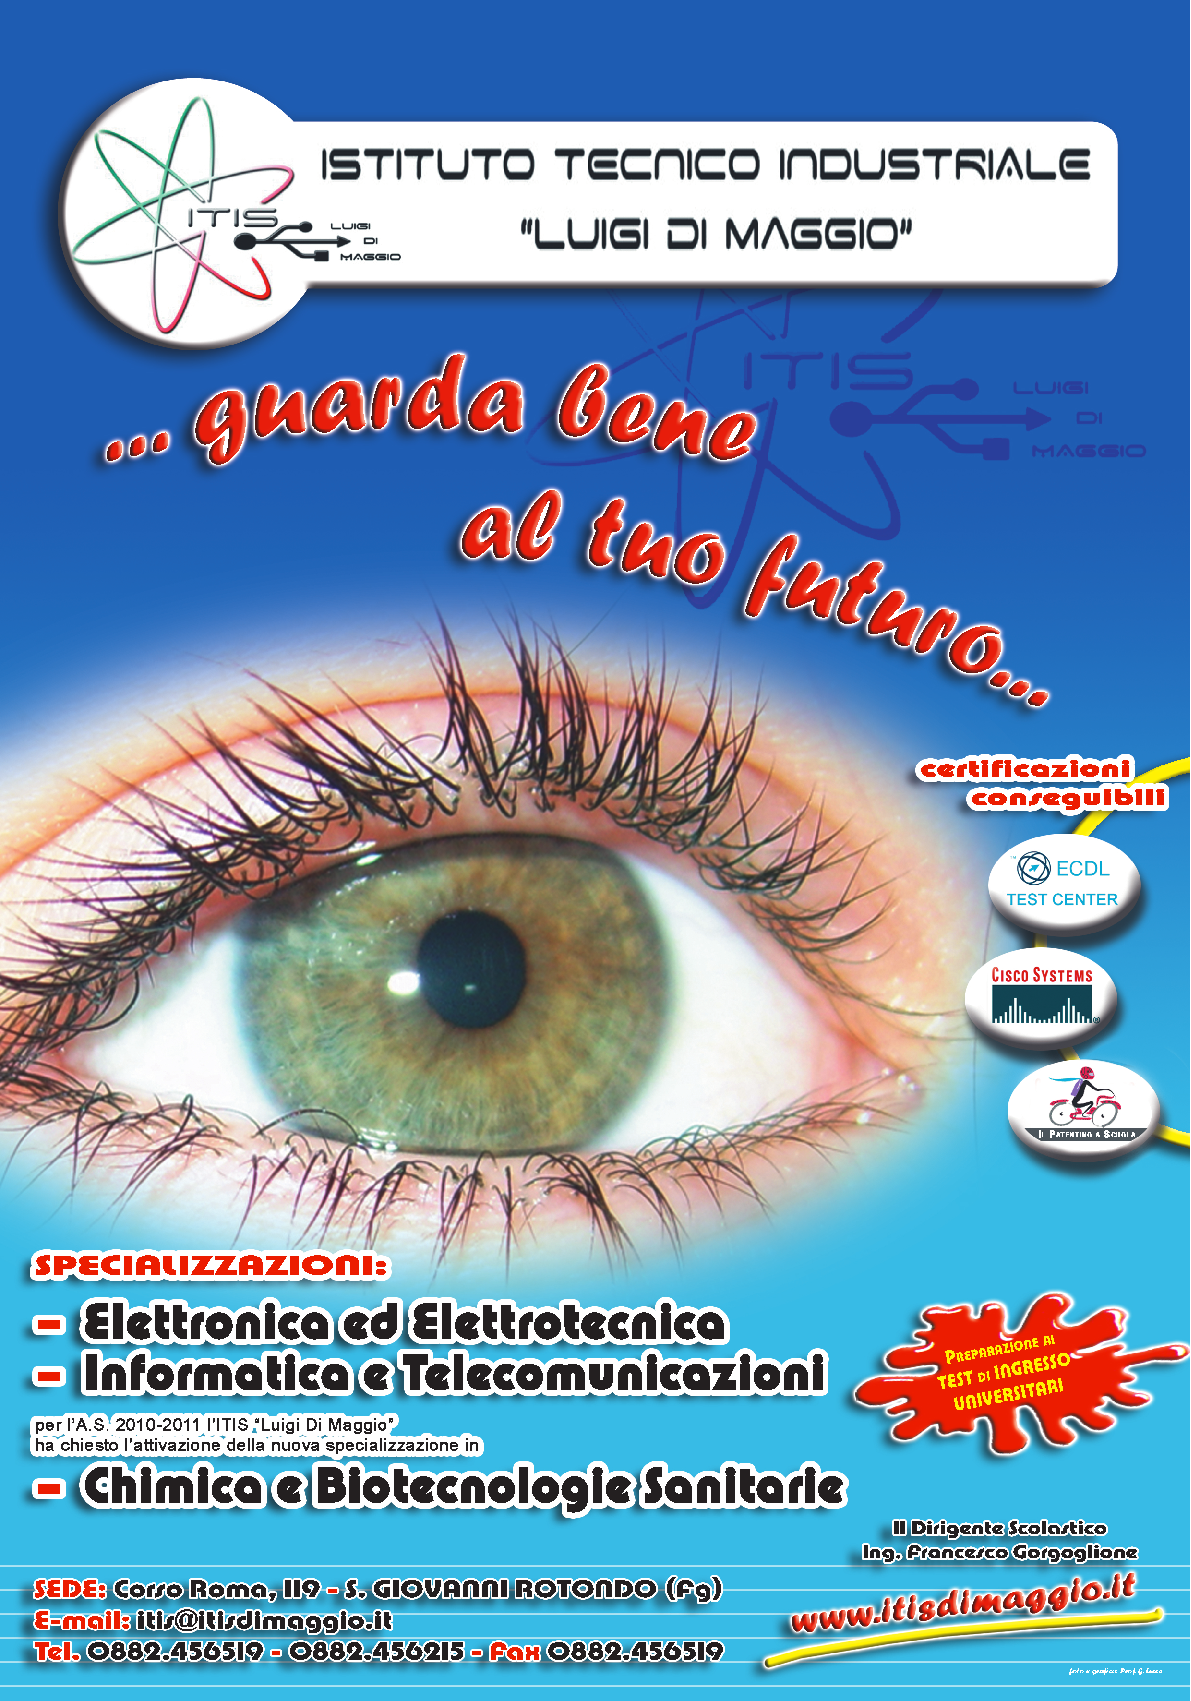 ISTITUTO TECNICO INDUSTRIALE
"LUIGI DI MAGGIO"
ITIS
LUIGI
DI
MAGGIO
ITIS
LUIGI
DI
MAGGIO
... guarda bene
al tuo futuro...
certificazioni
conseguibili
ECDL
TEST CENTER
CISCO SYSTEMS
IL PATENTINO A SCUOLA
SPECIALIZZAZIONI:
- Elettronica ed Elettrotecnica
- Informatica e Telecomunicazioni
per l'A.S. 2010-2011 l'ITIS "Luigi Di Maggio"
ha chiesto l'attivazione della nuova specializzazione in
- Chimica e Biotecnologie Sanitarie
PREPARAZIONE AI
TEST DI INGRESSO
UNIVERSITARI
Il Dirigente Scolastico
Ing. Francesco Gorgoglione
SEDE: Corso Roma, 119 - S. GIOVANNI ROTONDO (Fg)
E-mail: itis@itisdimaggio.it
Tel. 0882.456519 - 0882.456215 - Fax 0882.456519
www.itisdimaggio.it